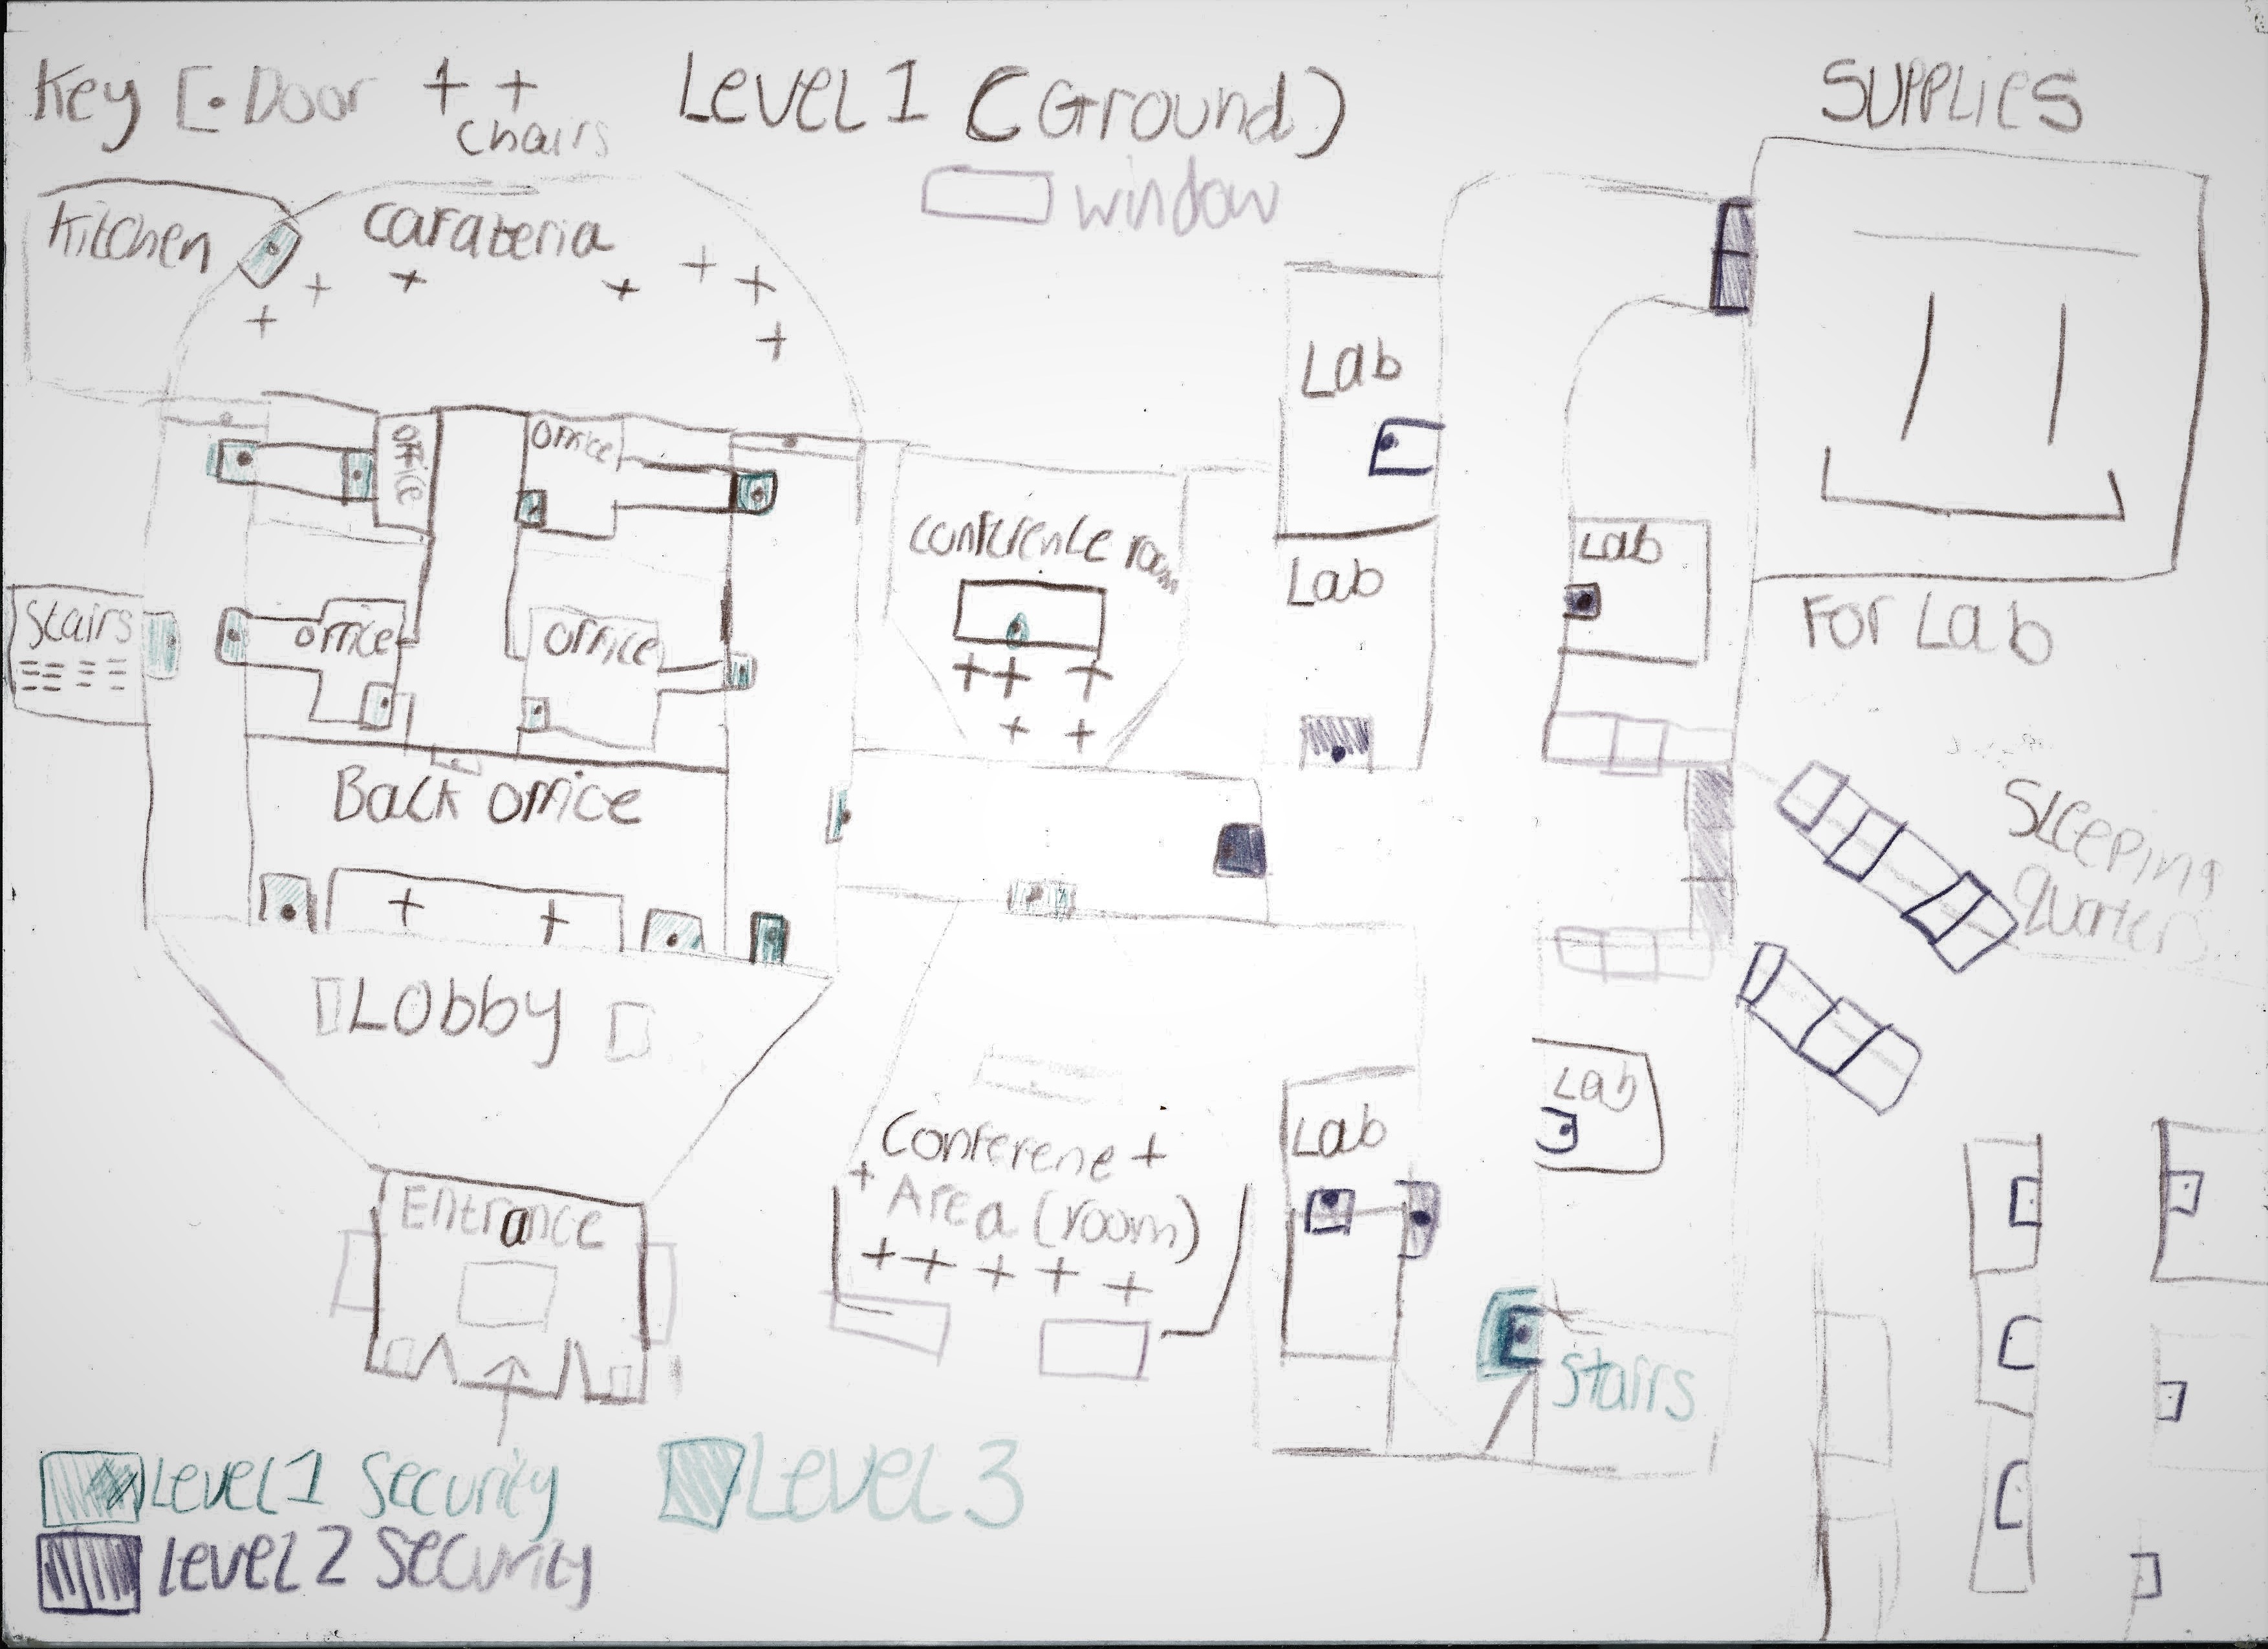 Key [· Door ++ Level 1 (Ground)
chairs
window
SUPPLIES
Kitchen
Cafateria
Lab
office
office
conference room
Lab
Lab
For Lab
Stairs
office
office
Back office
Sleeping
Quarters
Lobby
Lab
Conferene
Area (room)
Lab
Entrance
Stairs
Level 1 Security
Level 3
Level 2 Security